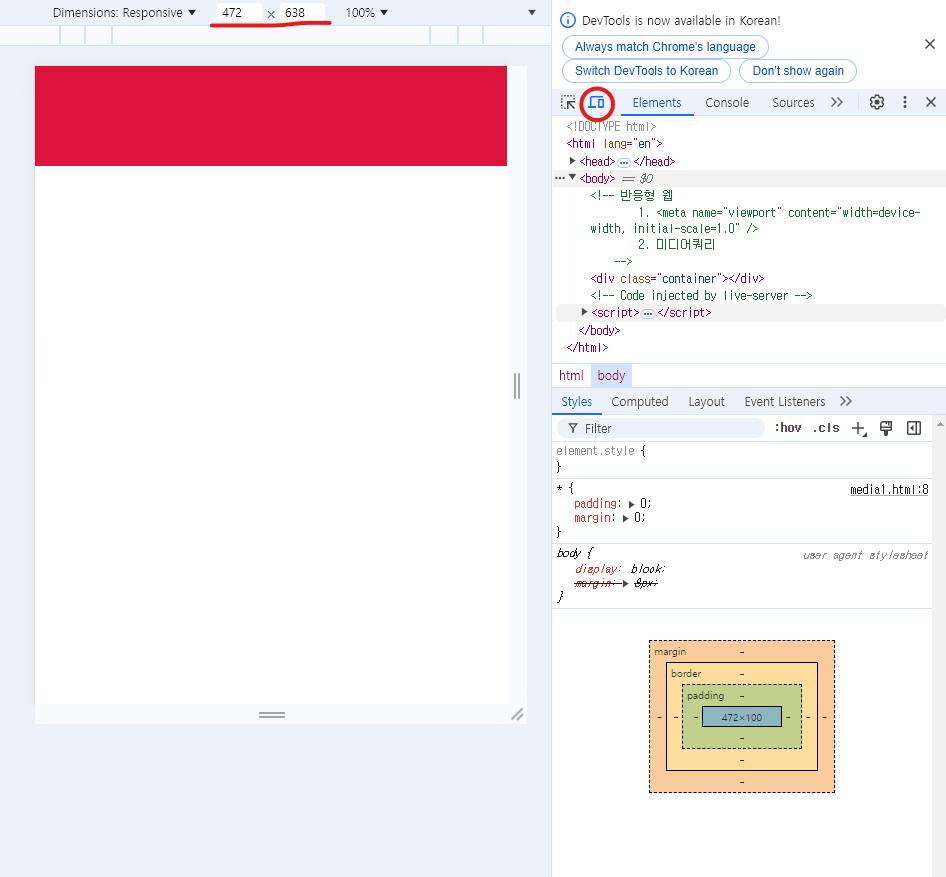 Dimensions: Responsive ▼ 472 × 638 100% ▼ ▼
DevTools is now available in Korean!
Always match Chrome's language
Switch DevTools to Korean Don't show again
Elements Console Sources
<!DOCTYPE html>
<html lang="en">
<head> ··· </head>
<body> == $0
<!-- 반응형 웹
1. <meta name="viewport" content="width=device-
width, initial-scale=1.0" />
2. 미디어쿼리
-->
<div class="container"></div>
<!-- Code injected by live-server -->
<script> ··· </script>
</body>
</html>
html body
Styles Computed Layout Event Listeners
Filter :hov .cls
element.style {
}
* { media1.html:8
padding: ▶ 0;
margin: ▶ 0;
}
body { user agent stylesheet
display: block;
margin: ▶ 8px;
}
margin -
border -
padding -
- - - 472×100 - - -
-
-
-